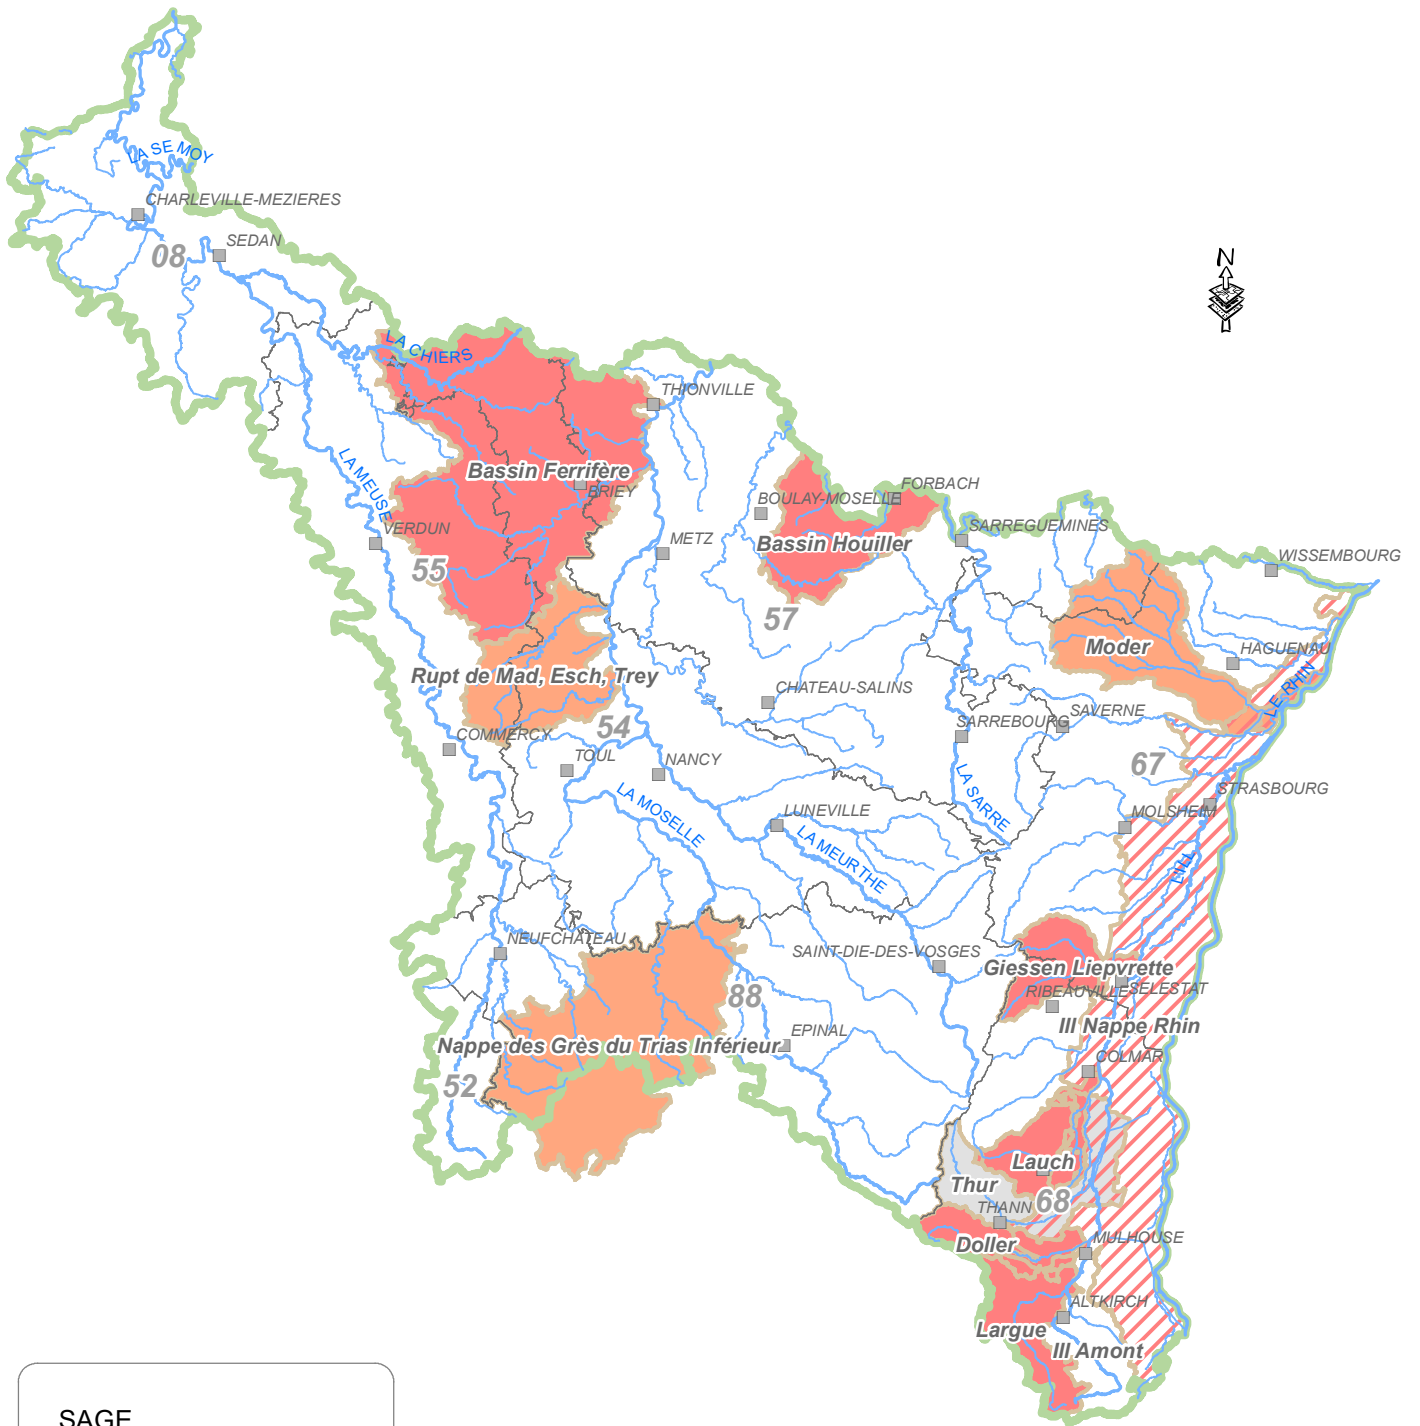 LA SE MOY
CHARLEVILLE-MEZIERES
SEDAN
08
N
LA CHIERS
THIONVILLE
LA MEUSE
Bassin Ferrifère
BRIEY
BOULAY-MOSELLE
FORBACH
VERDUN
METZ
Bassin Houiller
SARREGUEMINES
WISSEMBOURG
55
57
Moder
HAGUENAU
Rupt de Mad, Esch, Trey
CHATEAU-SALINS
LE RHIN
54
COMMERCY
SARREBOURG
SAVERNE
TOUL
NANCY
67
LA MOSELLE
LUNEVILLE
LA SARRE
STRASBOURG
MOLSHEIM
LA MEURTHE
L'ILL
NEUFCHATEAU
SAINT-DIE-DES-VOSGES
Giessen Liepvrette
88
RIBEAUVILLE
SELESTAT
EPINAL
Ill Nappe Rhin
Nappe des Grès du Trias Inférieur
COLMAR
52
Lauch
Thur
68
THANN
Doller
MULHOUSE
ALTKIRCH
Largue
Ill Amont
SAGE